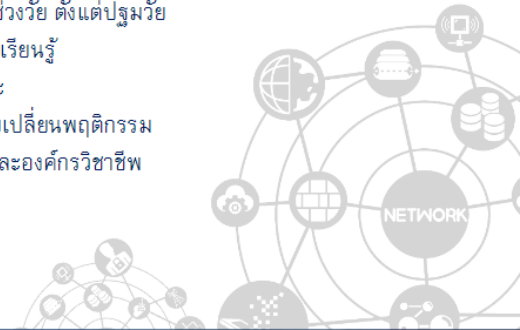 ช่วงวัย ตั้งแต่ปฐมวัย
เรียนรู้
เปลี่ยนพฤติกรรม
ละองค์กรวิชาชีพ
NETWORK